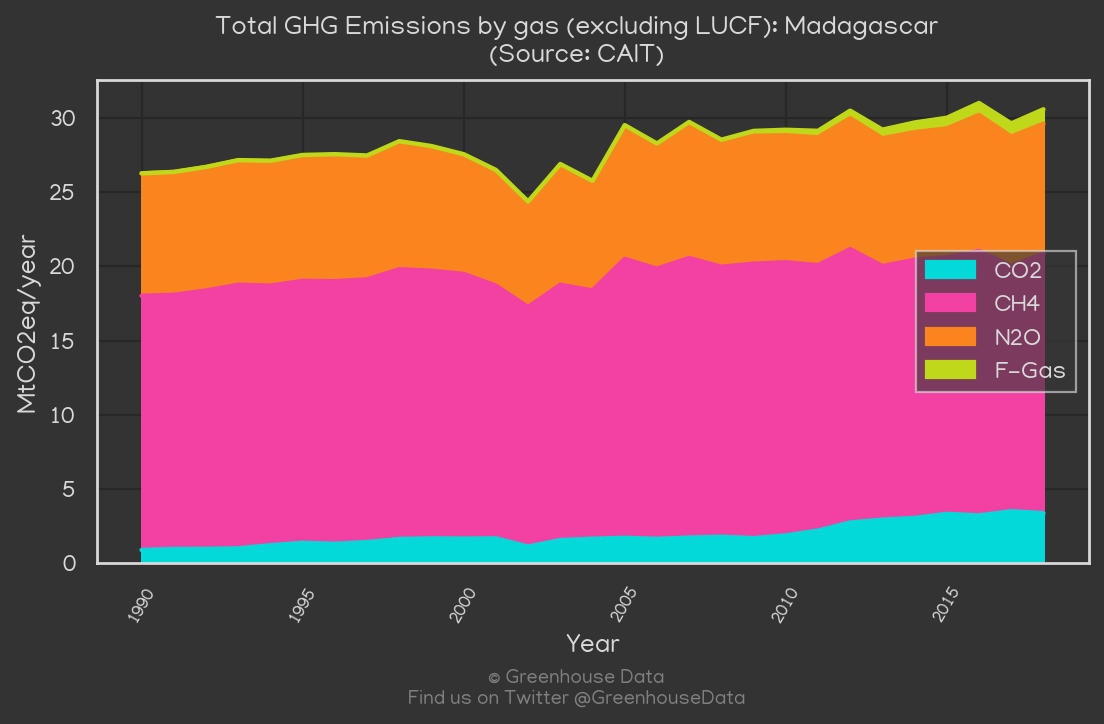 Total GHG Emissions by gas (excluding LUCF): Madagascar
(Source: CAIT)
MtCO2eq/year
30
25
20
15
10
5
0
CO2
CH4
N2O
F-Gas
1990
1995
2000
2005
2010
2015
Year
© Greenhouse Data
Find us on Twitter @GreenhouseData